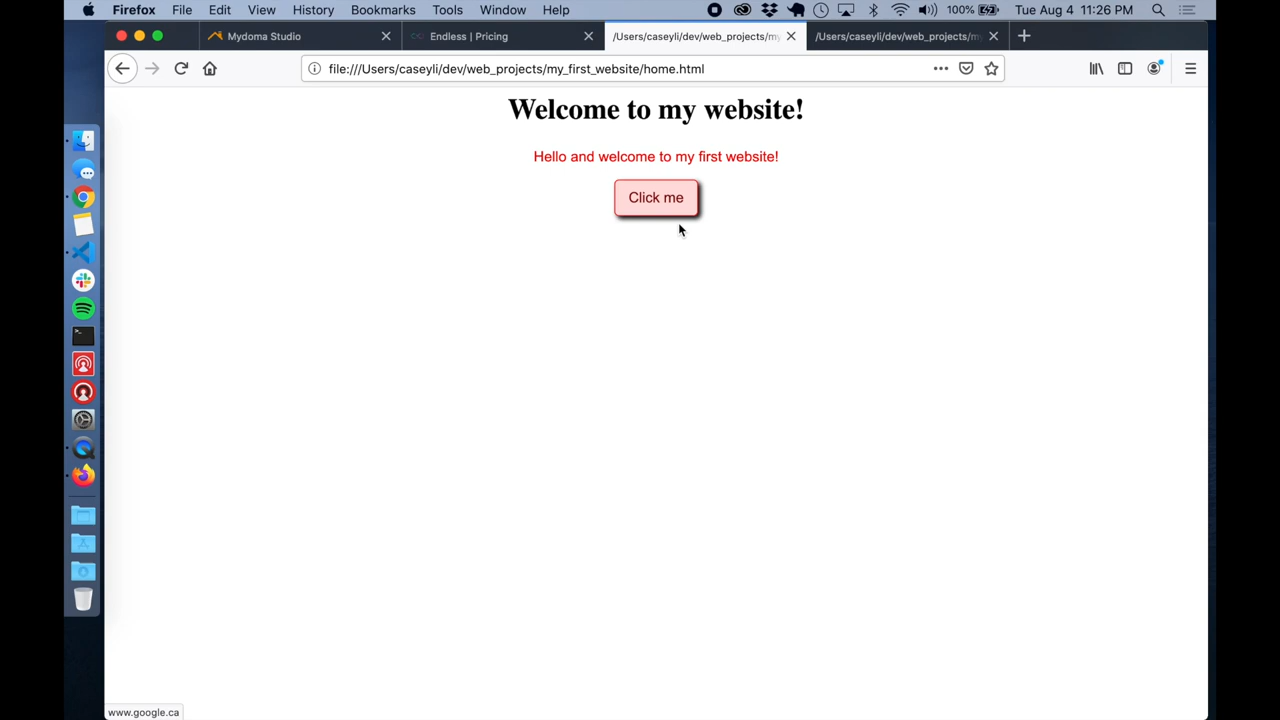 Firefox File Edit View History Bookmarks Tools Window Help 100% Tue Aug 4 11:26 PM
Mydoma Studio Endless | Pricing /Users/caseyli/dev/web_projects/my /Users/caseyli/dev/web_projects/my
file:///Users/caseyli/dev/web_projects/my_first_website/home.html
Welcome to my website!
Hello and welcome to my first website!
Click me
www.google.ca